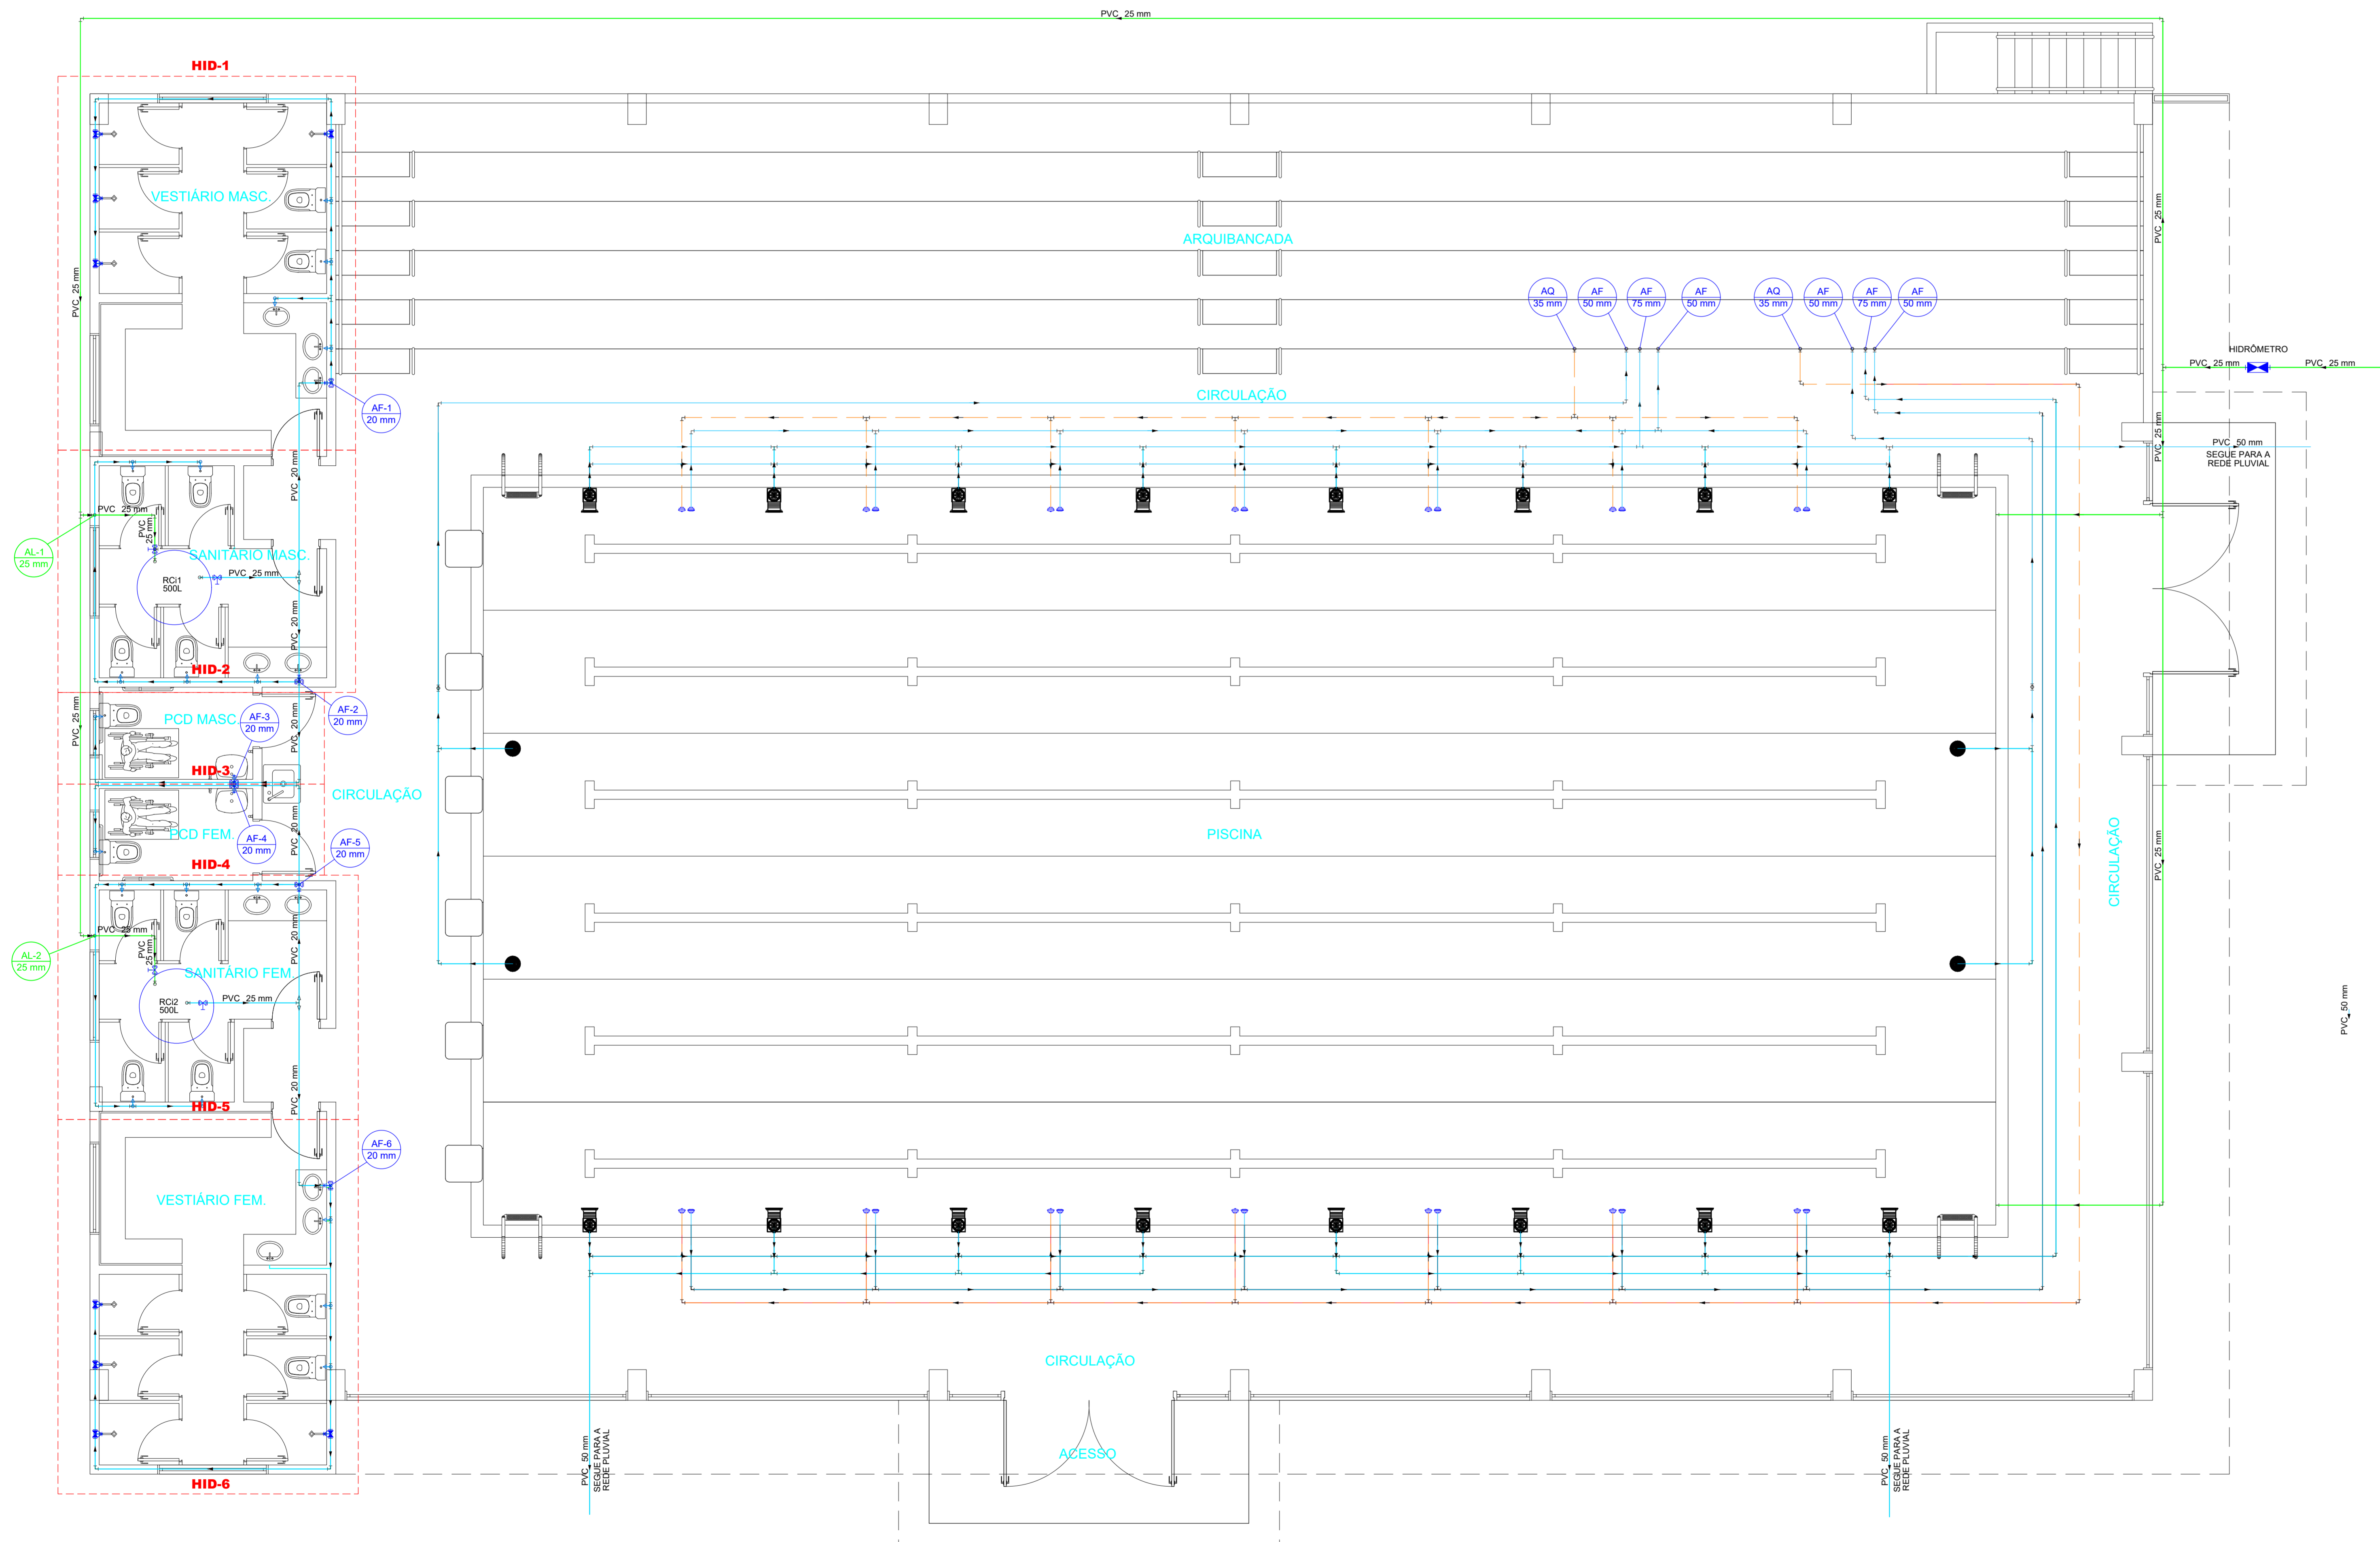 PVC 25 mm
HID-1
VESTIÁRIO MASC.
ARQUIBANCADA
PVC 25 mm
PVC 25 mm
AQ
35 mm
AF
50 mm
AF
75 mm
AF
50 mm
AQ
35 mm
AF
50 mm
AF
75 mm
AF
50 mm
HIDRÔMETRO
PVC 25 mm
PVC 25 mm
CIRCULAÇÃO
AF-1
20 mm
PVC 25 mm
PVC 50 mm
SEGUE PARA A
REDE PLUVIAL
PVC 20 mm
PVC 25 mm
PVC
25 mm
AL-1
25 mm
SANITÁRIO MASC.
RCi1
500L
PVC 25 mm
PVC 20 mm
HID-2
AF-2
20 mm
PCD MASC.
AF-3
20 mm
PVC 20 mm
PVC 25 mm
HID-3
CIRCULAÇÃO
PCD FEM.
AF-4
20 mm
PVC 20 mm
AF-5
20 mm
HID-4
PISCINA
CIRCULAÇÃO
PVC 25 mm
PVC 25 mm
PVC
25 mm
AL-2
25 mm
PVC 20 mm
SANITÁRIO FEM.
RCi2
500L
PVC 25 mm
PVC 50 mm
PVC 20 mm
HID-5
AF-6
20 mm
VESTIÁRIO FEM.
CIRCULAÇÃO
ACESSO
PVC 50 mm
SEGUE PARA A
REDE PLUVIAL
PVC 50 mm
SEGUE PARA A
REDE PLUVIAL
HID-6